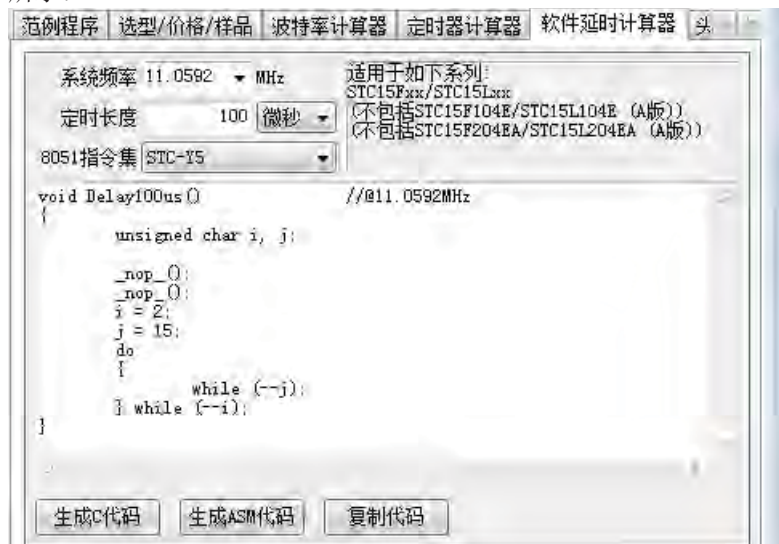 范例程序 选型/价格/样品 波特率计算器 定时器计算器 软件延时计算器 头
系统频率 11.0592 MHz
定时长度 100 微秒
8051指令集 STC-Y5
适用于如下系列:
STC15Fxx/STC15Lxx
(不包括STC15F104E/STC15L104E (A版))
(不包括STC15F204EA/STC15L204EA (A版))
void Delay100us() //@11.0592MHz
{
unsigned char i, j;
_nop_();
_nop_();
i = 2;
j = 15;
do
{
while (--j);
} while (--i);
}
生成C代码 生成ASM代码 复制代码